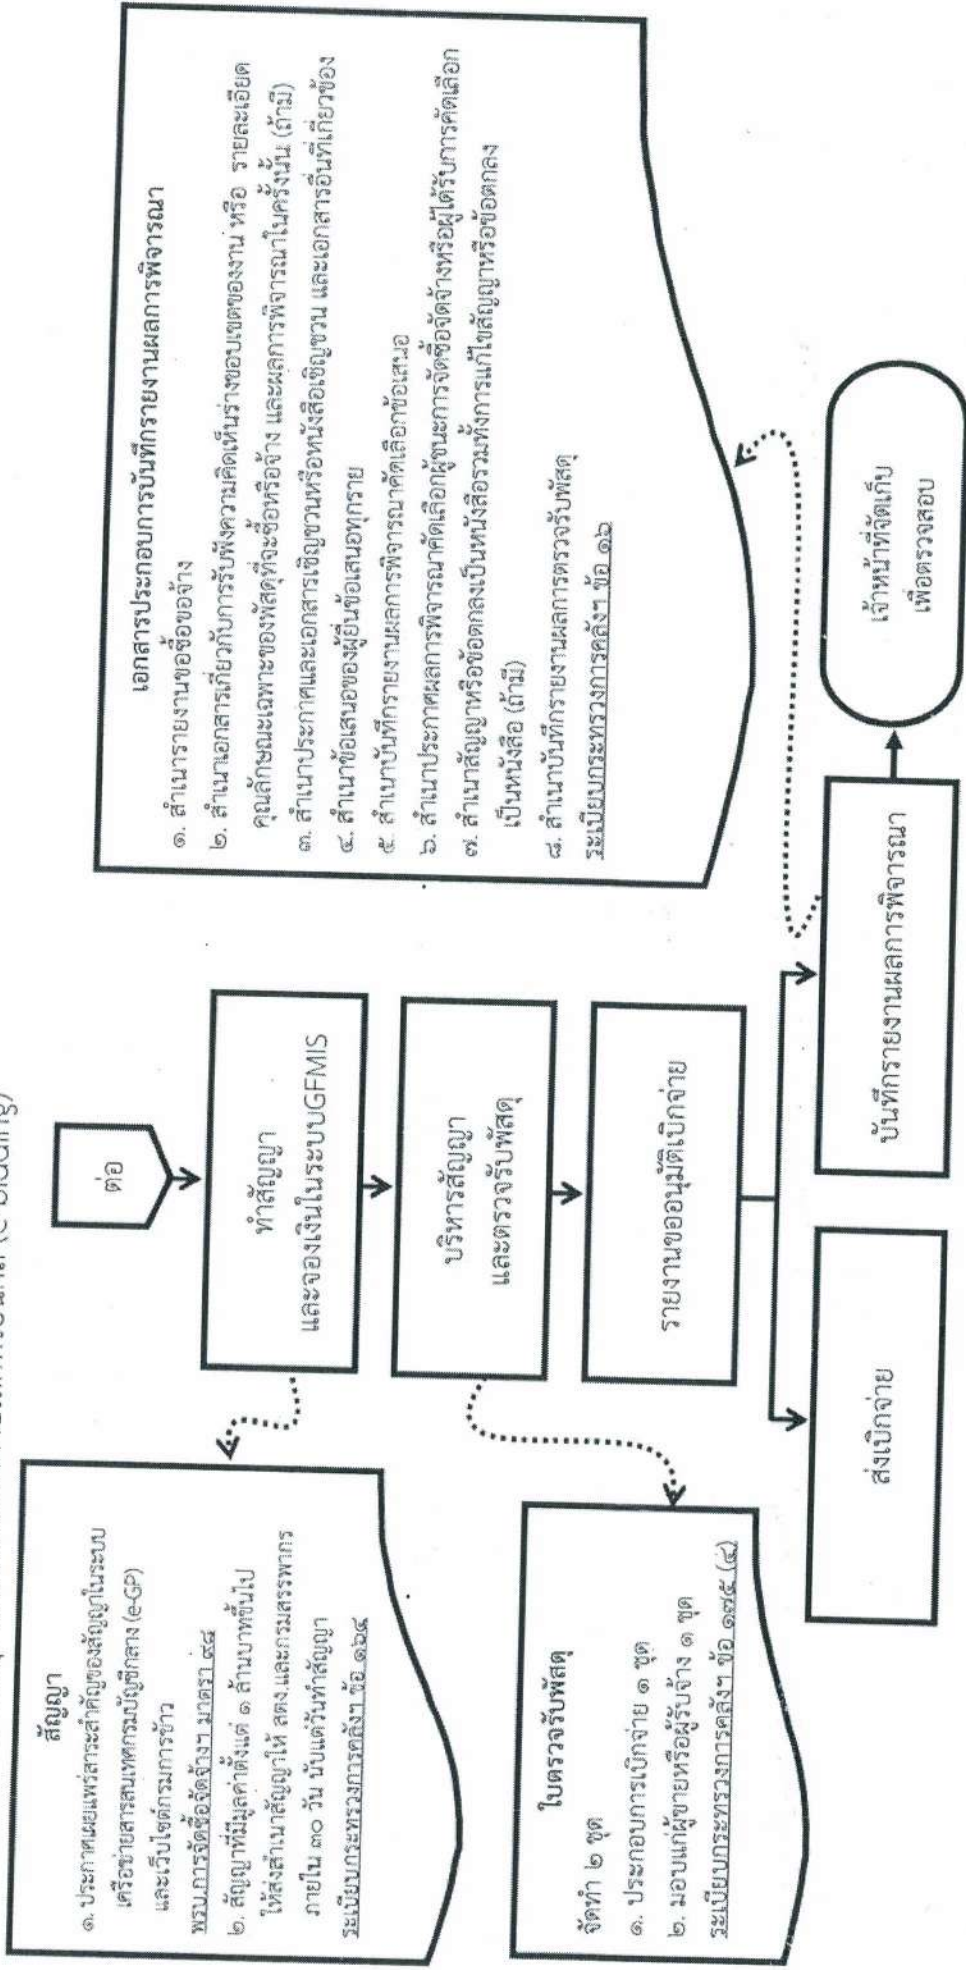 (e-bidding)
ต่อ
ทำสัญญา
และจองเงินในระบบGFMIS
บริหารสัญญา
และตรวจรับพัสดุ
รายงานขออนุมัติเบิกจ่าย
ส่งเบิกจ่าย
บันทึกรายงานผลการพิจารณา
เจ้าหน้าที่จัดเก็บ
เพื่อตรวจสอบ
สัญญา
๑. ประกาศเผยแพร่สาระสำคัญของสัญญาในระบบ
เครือข่ายสารสนเทศกรมบัญชีกลาง (e-GP)
และเว็บไซต์กรมการข้าว
พรบ.การจัดซื้อจัดจ้างฯ มาตรา ๙๘
๒. สัญญาที่มีมูลค่าตั้งแต่ ๑ ล้านบาทขึ้นไป
ให้ส่งสำเนาสัญญาให้ สตง.และกรมสรรพากร
ภายใน ๓๐ วัน นับแต่วันทำสัญญา
ระเบียบกระทรวงการคลังฯ ข้อ ๑๖๔
ใบตรวจรับพัสดุ
จัดทำ ๒ ชุด
๑. ประกอบการเบิกจ่าย ๑ ชุด
๒. มอบแก่ผู้ขายหรือผู้รับจ้าง ๑ ชุด
ระเบียบกระทรวงการคลังฯ ข้อ ๑๗๕ (๔)
เอกสารประกอบการบันทึกรายงานผลการพิจารณา
๑. สำเนารายงานขอซื้อขอจ้าง
๒. สำเนาเอกสารเกี่ยวกับการรับฟังความคิดเห็นร่างขอบเขตของงาน หรือ รายละเอียด
คุณลักษณะเฉพาะของพัสดุที่จะซื้อหรือจ้าง และผลการพิจารณาในครั้งนั้น (ถ้ามี)
๓. สำเนาประกาศและเอกสารเชิญชวนหรือหนังสือเชิญชวน และเอกสารอื่นที่เกี่ยวข้อง
๔. สำเนาข้อเสนอของผู้ยื่นข้อเสนอทุกราย
๕. สำเนาบันทึกรายงานผลการพิจารณาคัดเลือกข้อเสนอ
๖. สำเนาประกาศผลการพิจารณาคัดเลือกผู้ชนะการจัดซื้อจัดจ้างหรือผู้ได้รับการคัดเลือก
๗. สำเนาสัญญาหรือข้อตกลงเป็นหนังสือรวมทั้งการแก้ไขสัญญาหรือข้อตกลง
เป็นหนังสือ (ถ้ามี)
๘. สำเนาบันทึกรายงานผลการตรวจรับพัสดุ
ระเบียบกระทรวงการคลังฯ ข้อ ๑๖